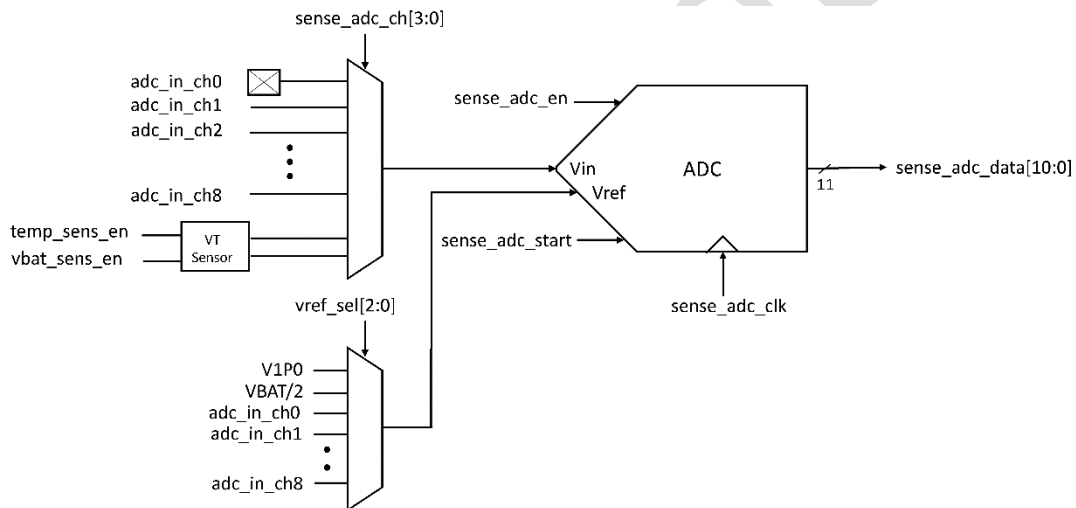 sense_adc_ch[3:0]
adc_in_ch0
adc_in_ch1
adc_in_ch2
adc_in_ch8
temp_sens_en
vbat_sens_en
VT
Sensor
sense_adc_en
Vin
Vref
ADC
sense_adc_start
sense_adc_clk
11
sense_adc_data[10:0]
vref_sel[2:0]
V1P0
VBAT/2
adc_in_ch0
adc_in_ch1
adc_in_ch8